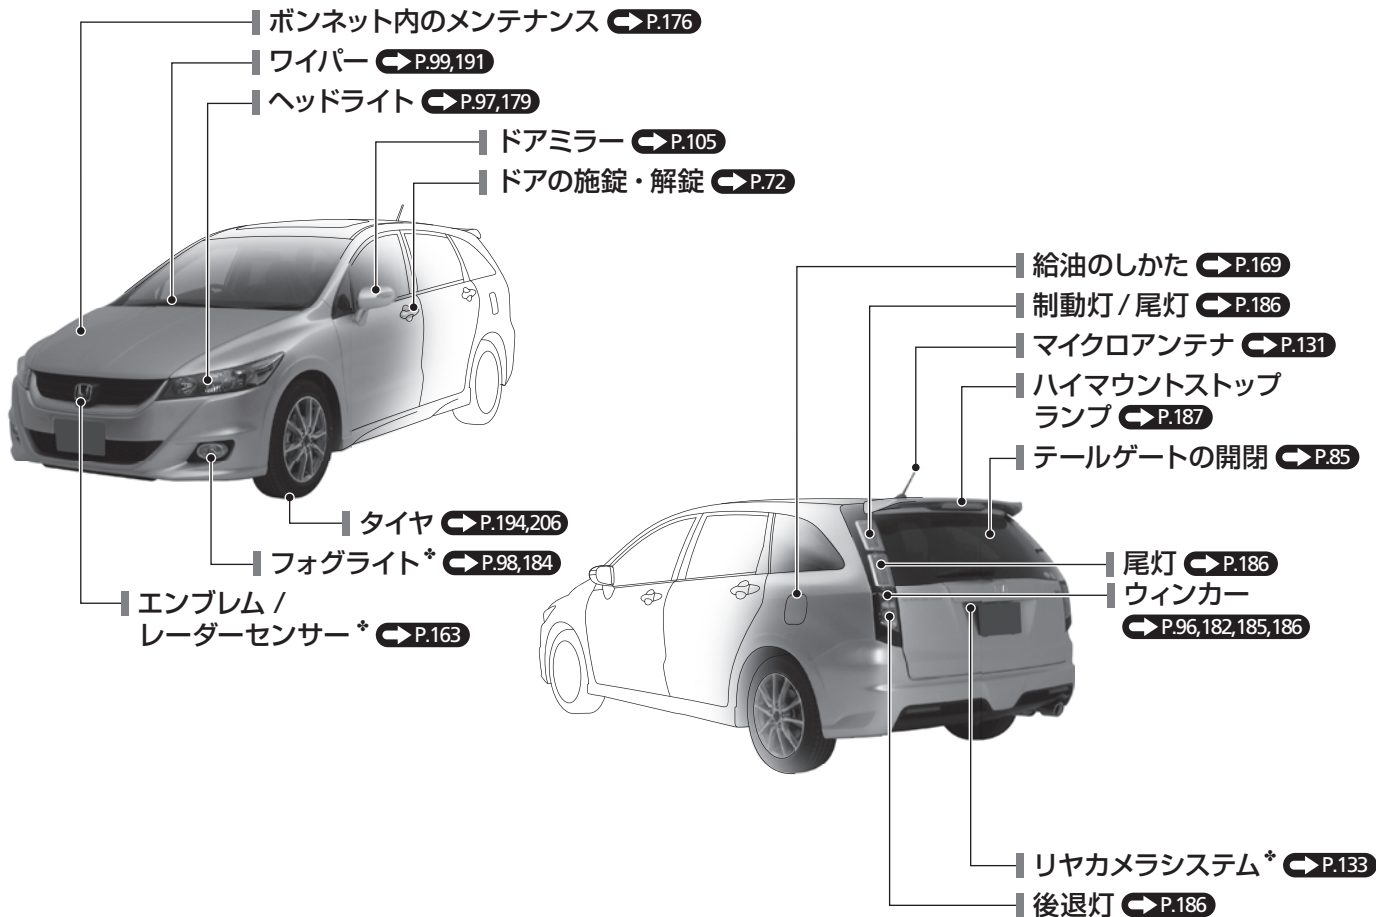 ボンネット内のメンテナンス P.176
ワイパー P.99,191
ヘッドライト P.97,179
ドアミラー P.105
ドアの施錠・解錠 P.72
タイヤ P.194,206
フォグライト* P.98,184
エンブレム /
レーダーセンサー* P.163
給油のしかた P.169
制動灯 / 尾灯 P.186
マイクロアンテナ P.131
ハイマウントストップ
ランプ P.187
テールゲートの開閉 P.85
尾灯 P.186
ウィンカー
P.96,182,185,186
リヤカメラシステム* P.133
後退灯 P.186